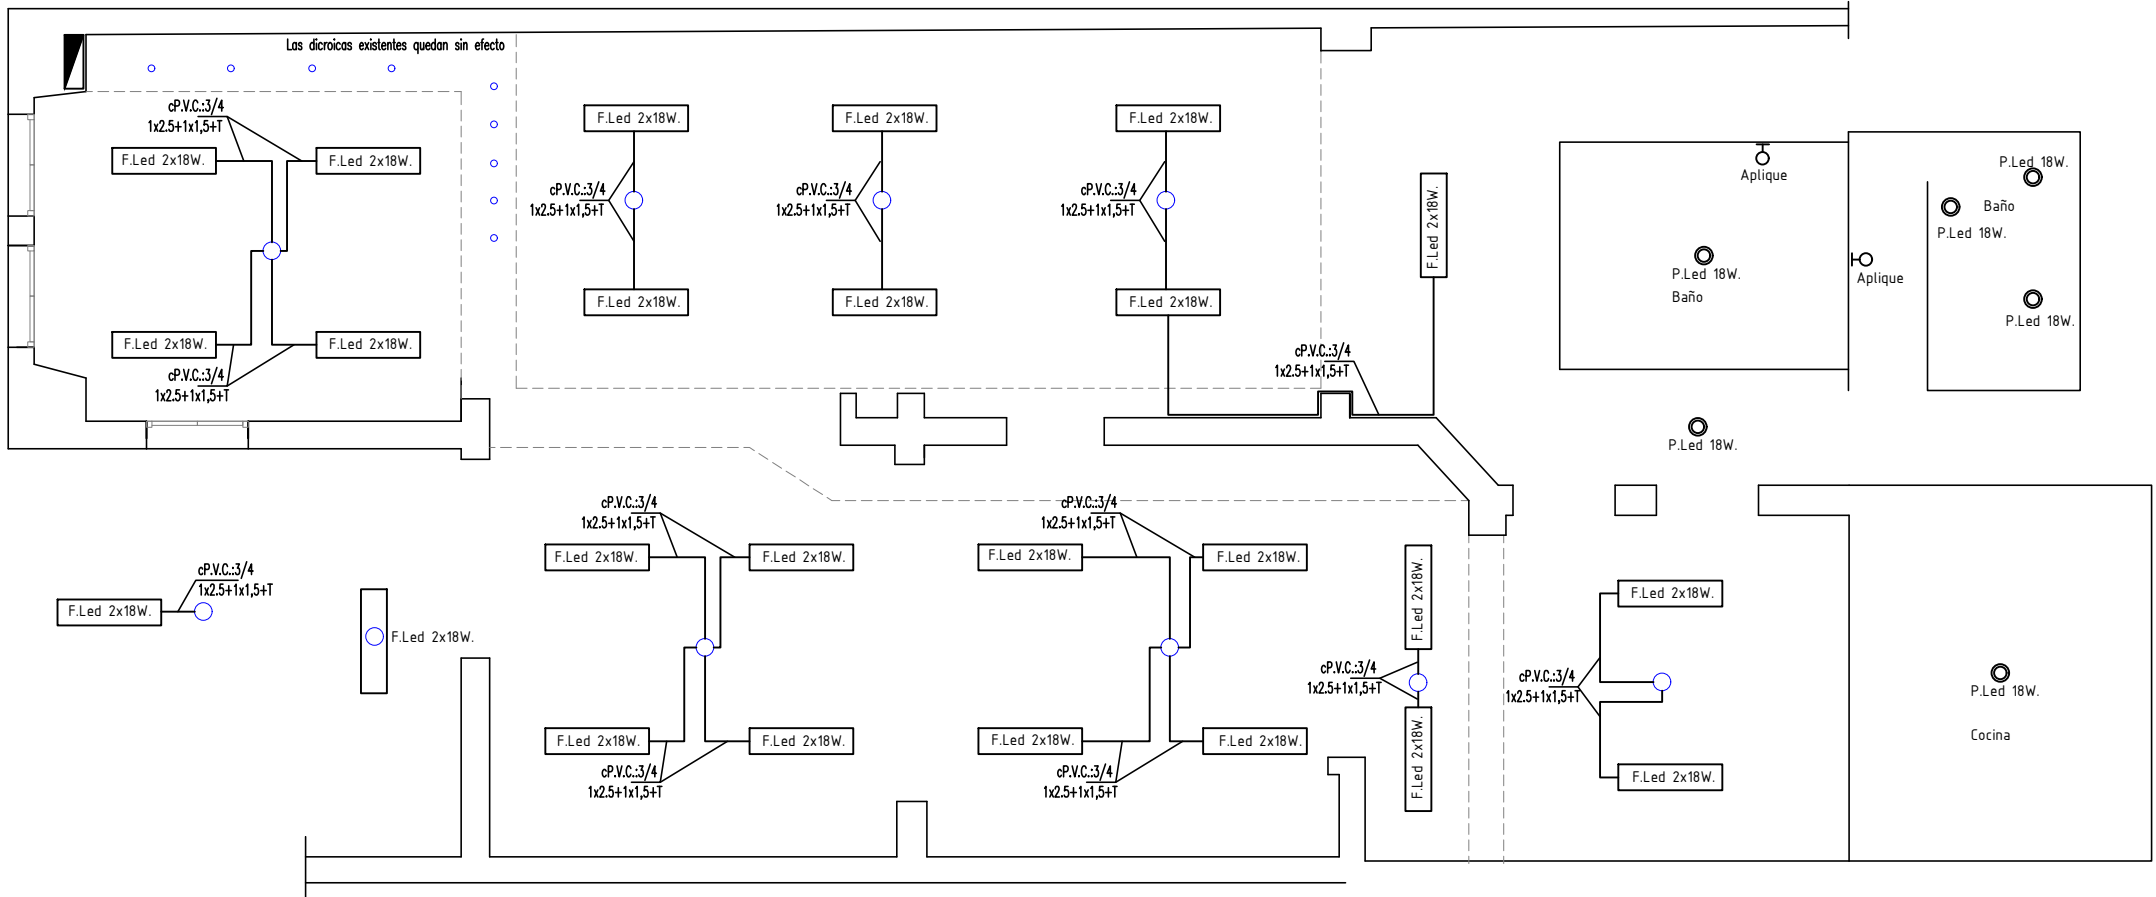 Las dicroicas existentes quedan sin efecto
cP.V.C.:3/4
1x2.5+1x1,5+T
F.Led 2x18W.
F.Led 2x18W.
F.Led 2x18W.
F.Led 2x18W.
cP.V.C.:3/4
1x2.5+1x1,5+T
F.Led 2x18W.
cP.V.C.:3/4
1x2.5+1x1,5+T
F.Led 2x18W.
F.Led 2x18W.
cP.V.C.:3/4
1x2.5+1x1,5+T
F.Led 2x18W.
F.Led 2x18W.
cP.V.C.:3/4
1x2.5+1x1,5+T
F.Led 2x18W.
F.Led 2x18W.
cP.V.C.:3/4
1x2.5+1x1,5+T
Aplique
P.Led 18W.
Baño
P.Led 18W.
Baño
P.Led 18W.
Aplique
P.Led 18W.
P.Led 18W.
cP.V.C.:3/4
1x2.5+1x1,5+T
F.Led 2x18W.
F.Led 2x18W.
cP.V.C.:3/4
1x2.5+1x1,5+T
F.Led 2x18W.
F.Led 2x18W.
F.Led 2x18W.
F.Led 2x18W.
cP.V.C.:3/4
1x2.5+1x1,5+T
cP.V.C.:3/4
1x2.5+1x1,5+T
F.Led 2x18W.
F.Led 2x18W.
F.Led 2x18W.
F.Led 2x18W.
cP.V.C.:3/4
1x2.5+1x1,5+T
F.Led 2x18W.
cP.V.C.:3/4
1x2.5+1x1,5+T
F.Led 2x18W.
F.Led 2x18W.
cP.V.C.:3/4
1x2.5+1x1,5+T
F.Led 2x18W.
P.Led 18W.
Cocina